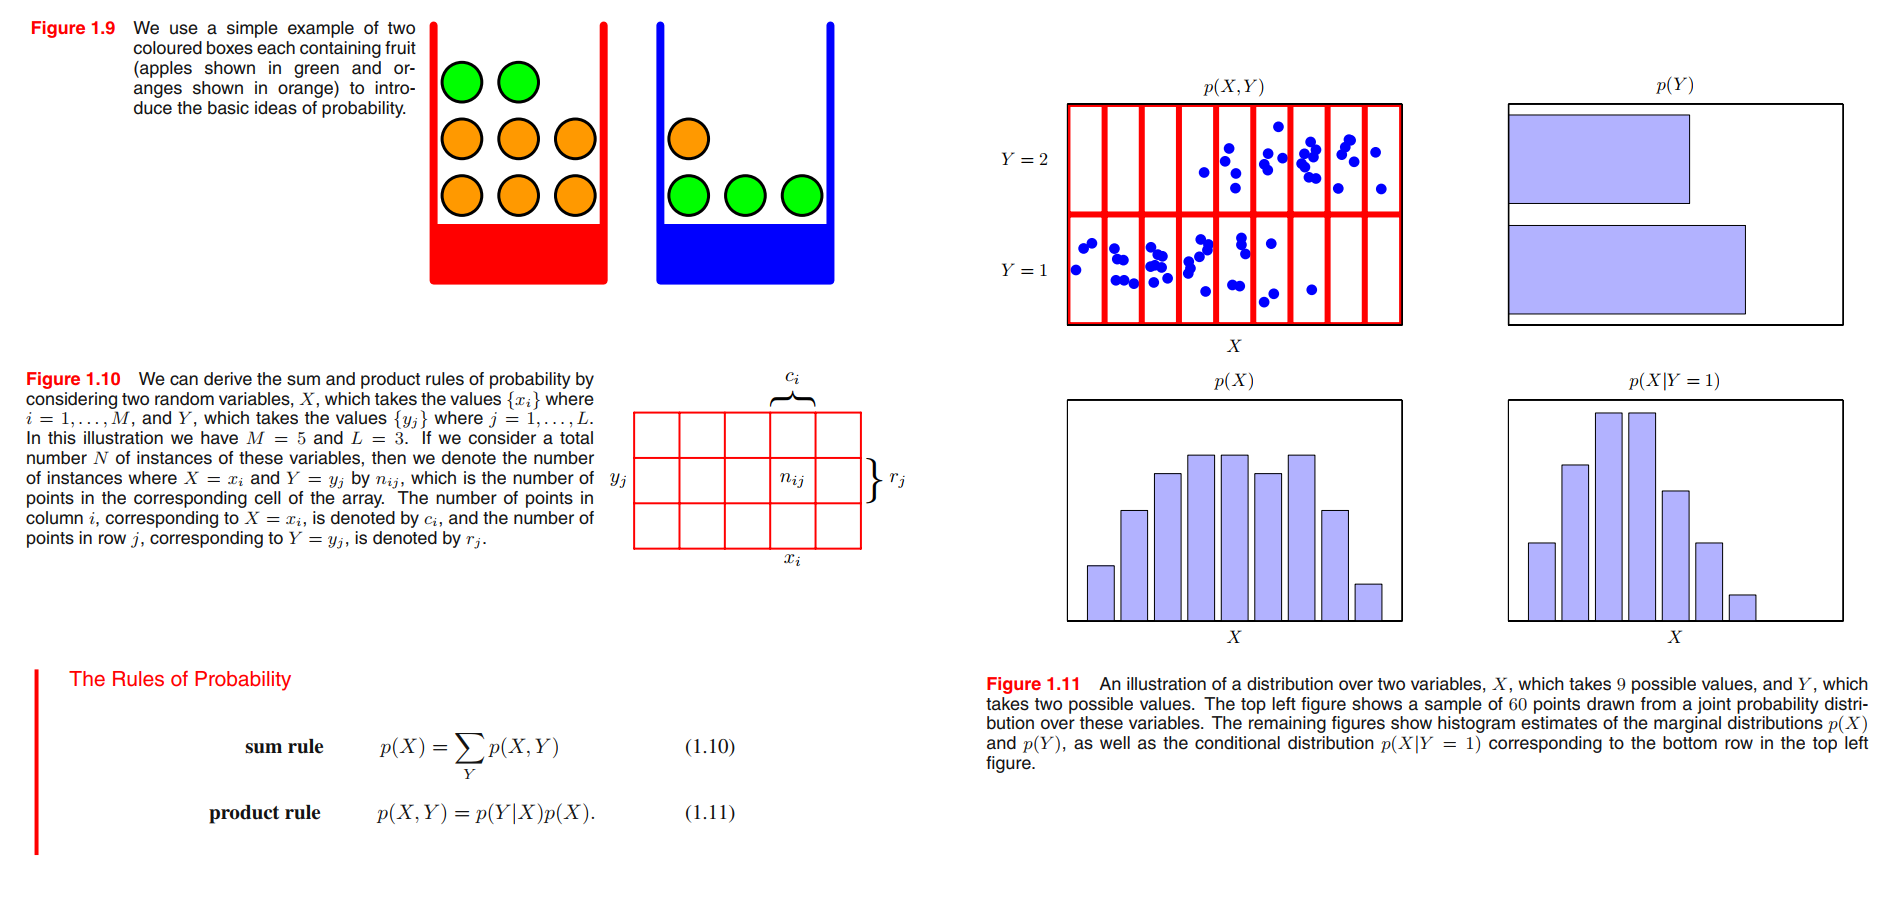 Figure 1.9 We use a simple example of two
coloured boxes each containing fruit
(apples shown in green and or-
anges shown in orange) to intro-
duce the basic ideas of probability.
Figure 1.10 We can derive the sum and product rules of probability by
considering two random variables, X, which takes the values {x_i} where
i = 1, . . . , M, and Y, which takes the values {y_j} where j = 1, . . . , L.
In this illustration we have M = 5 and L = 3. If we consider a total
number N of instances of these variables, then we denote the number
of instances where X = x_i and Y = y_j by n_ij, which is the number of
points in the corresponding cell of the array. The number of points in
column i, corresponding to X = x_i, is denoted by c_i, and the number of
points in row j, corresponding to Y = y_j, is denoted by r_j.
c_i
y_j
n_ij
} r_j
x_i
The Rules of Probability
sum rule p(X) = ∑_Y p(X, Y) (1.10)
product rule p(X, Y) = p(Y|X)p(X). (1.11)
p(X, Y)
Y = 2
Y = 1
X
p(Y)
p(X)
X
p(X|Y = 1)
X
Figure 1.11 An illustration of a distribution over two variables, X, which takes 9 possible values, and Y, which
takes two possible values. The top left figure shows a sample of 60 points drawn from a joint probability distri-
bution over these variables. The remaining figures show histogram estimates of the marginal distributions p(X)
and p(Y), as well as the conditional distribution p(X|Y = 1) corresponding to the bottom row in the top left
figure.